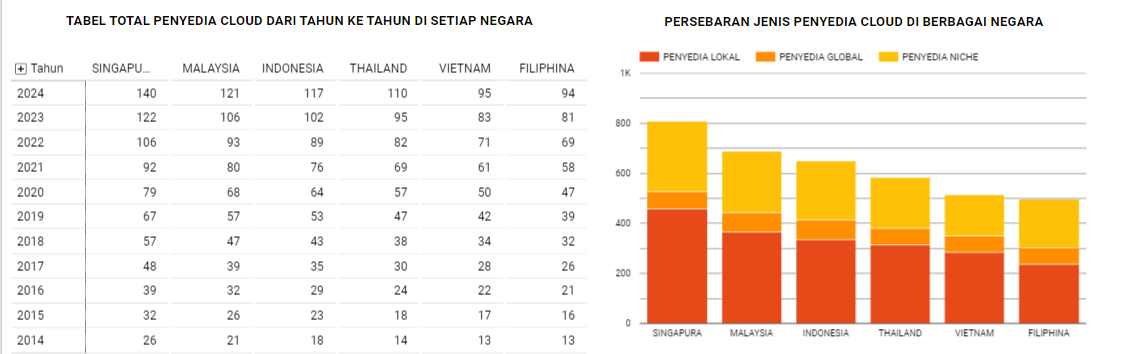 TABEL TOTAL PENYEDIA CLOUD DARI TAHUN KE TAHUN DI SETIAP NEGARA
Tahun SINGAPU... MALAYSIA INDONESIA THAILAND VIETNAM FILIPHINA
2024 140 121 117 110 95 94
2023 122 106 102 95 83 81
2022 106 93 89 82 71 69
2021 92 80 76 69 61 58
2020 79 68 64 57 50 47
2019 67 57 53 47 42 39
2018 57 47 43 38 34 32
2017 48 39 35 30 28 26
2016 39 32 29 24 22 21
2015 32 26 23 18 17 16
2014 26 21 18 14 13 13
PERSEBARAN JENIS PENYEDIA CLOUD DI BERBAGAI NEGARA
PENYEDIA LOKAL PENYEDIA GLOBAL PENYEDIA NICHE
1K
800
600
400
200
0
SINGAPURA MALAYSIA INDONESIA THAILAND VIETNAM FILIPHINA